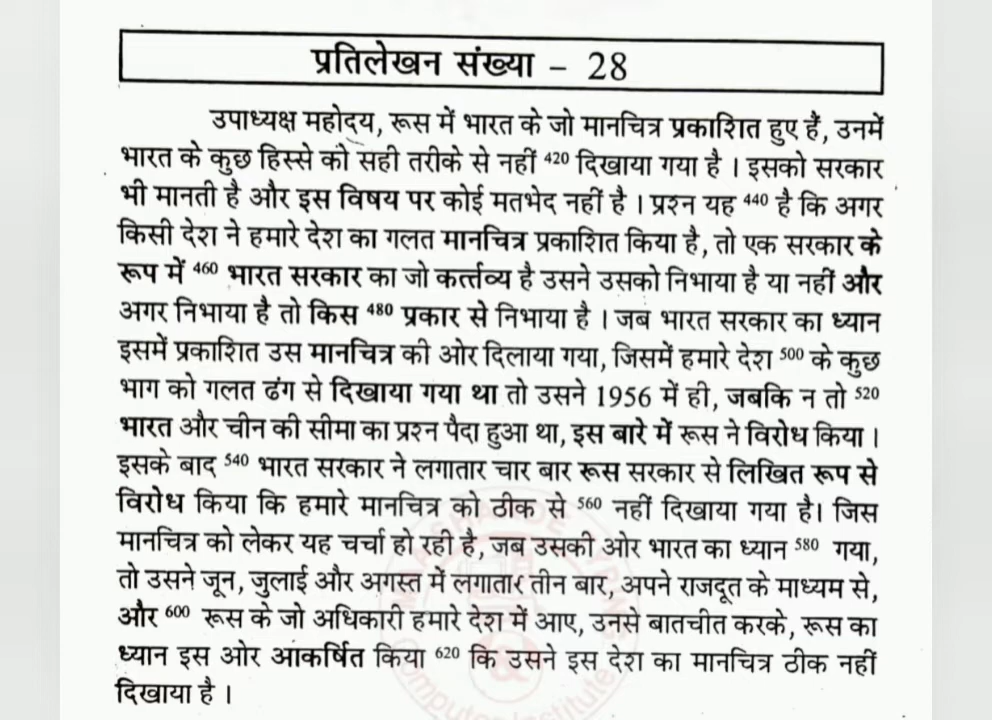 प्रतिलेखन संख्या – 28
उपाध्यक्ष महोदय, रूस में भारत के जो मानचित्र प्रकाशित हुए हैं, उनमें
भारत के कुछ हिस्से को सही तरीके से नहीं 420 दिखाया गया है । इसको सरकार
भी मानती है और इस विषय पर कोई मतभेद नहीं है । प्रश्न यह 440 है कि अगर
किसी देश ने हमारे देश का गलत मानचित्र प्रकाशित किया है, तो एक सरकार के
रूप में 460 भारत सरकार का जो कर्त्तव्य है उसने उसको निभाया है या नहीं और
अगर निभाया है तो किस 480 प्रकार से निभाया है । जब भारत सरकार का ध्यान
इसमें प्रकाशित उस मानचित्र की ओर दिलाया गया, जिसमें हमारे देश 500 के कुछ
भाग को गलत ढंग से दिखाया गया था तो उसने 1956 में ही, जबकि न तो 520
भारत और चीन की सीमा का प्रश्न पैदा हुआ था, इस बारे में रूस ने विरोध किया ।
इसके बाद 540 भारत सरकार ने लगातार चार बार रूस सरकार से लिखित रूप से
विरोध किया कि हमारे मानचित्र को ठीक से 560 नहीं दिखाया गया है। जिस
मानचित्र को लेकर यह चर्चा हो रही है, जब उसकी ओर भारत का ध्यान 580 गया,
तो उसने जून, जुलाई और अगस्त में लगातार तीन बार, अपने राजदूत के माध्यम से,
और 600 रूस के जो अधिकारी हमारे देश में आए, उनसे बातचीत करके, रूस का
ध्यान इस ओर आकर्षित किया 620 कि उसने इस देश का मानचित्र ठीक नहीं
दिखाया है ।
Computer Institute